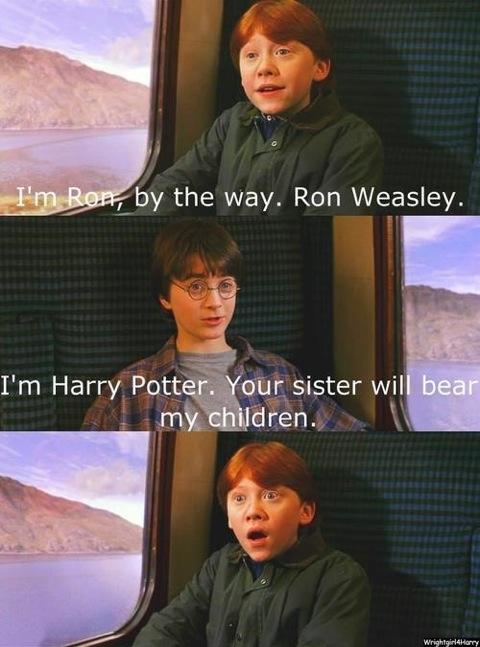 I'm Ron, by the way. Ron Weasley.
I'm Harry Potter. Your sister will bear
my children.
Wrightgirl4Harry